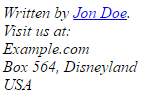 Written by Jon Doe.
Visit us at:
Example.com
Box 564, Disneyland
USA